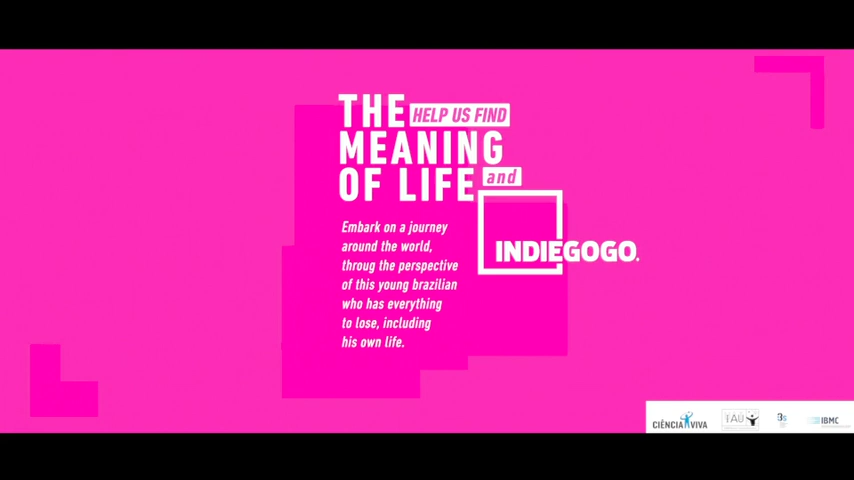 THE HELP US FIND
MEANING
OF LIFE and
INDIEGOGO.
Embark on a journey
around the world,
throug the perspective
of this young brazilian
who has everything
to lose, including
his own life.
CIÊNCIA VIVA
TAU
3s
IBMC